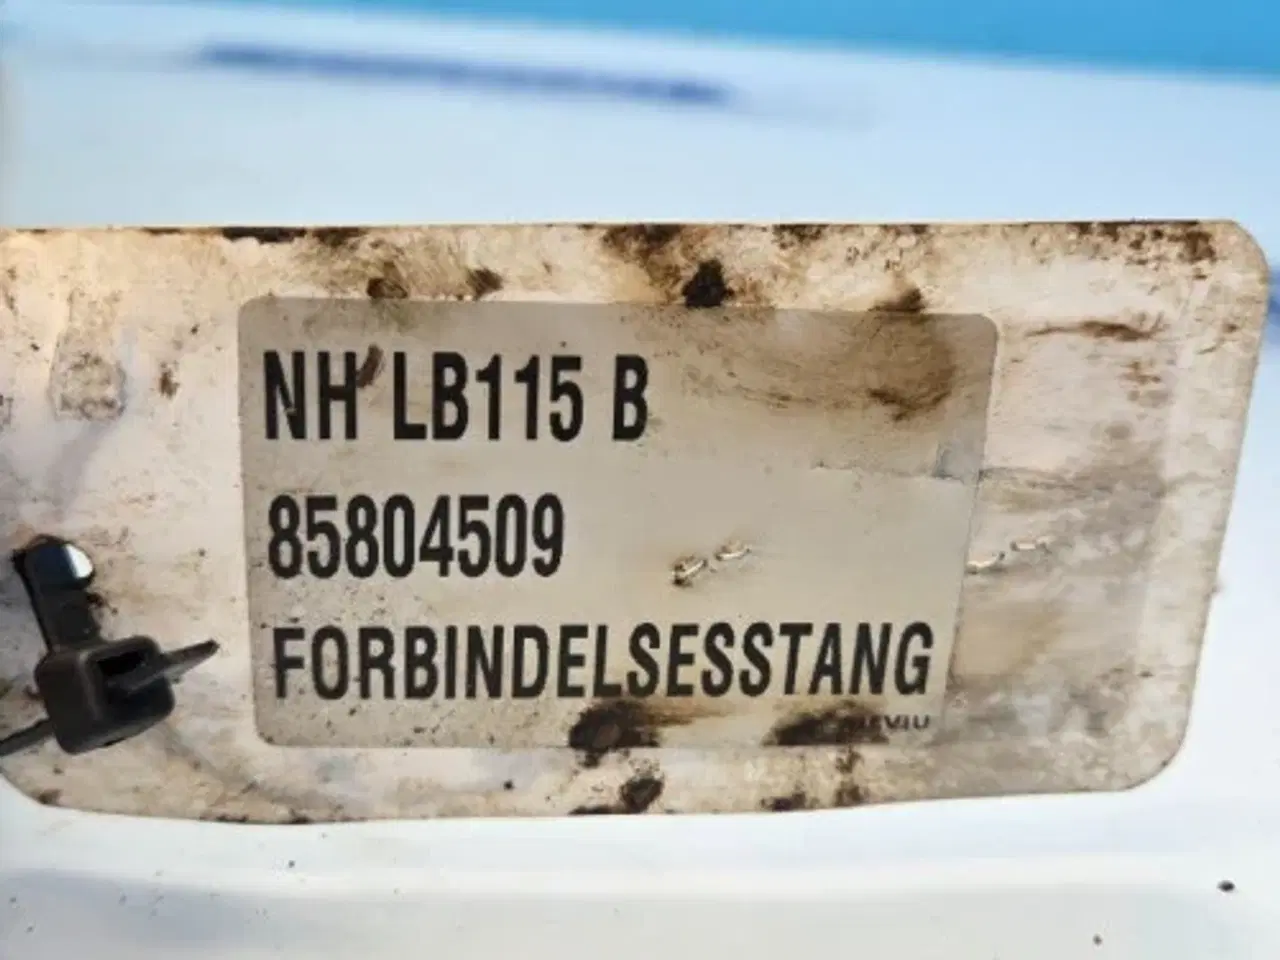 NH LB115 B
85804509
FORBINDELSESSTANG